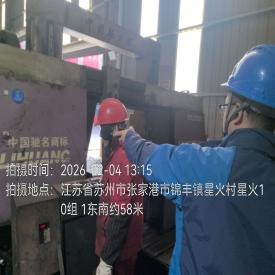 中国驰名商标
LIHUANG
拍摄时间：2026-02-04 13:15
拍摄地点：江苏省苏州市张家港市锦丰镇星火村星火1
0组 1东南约58米